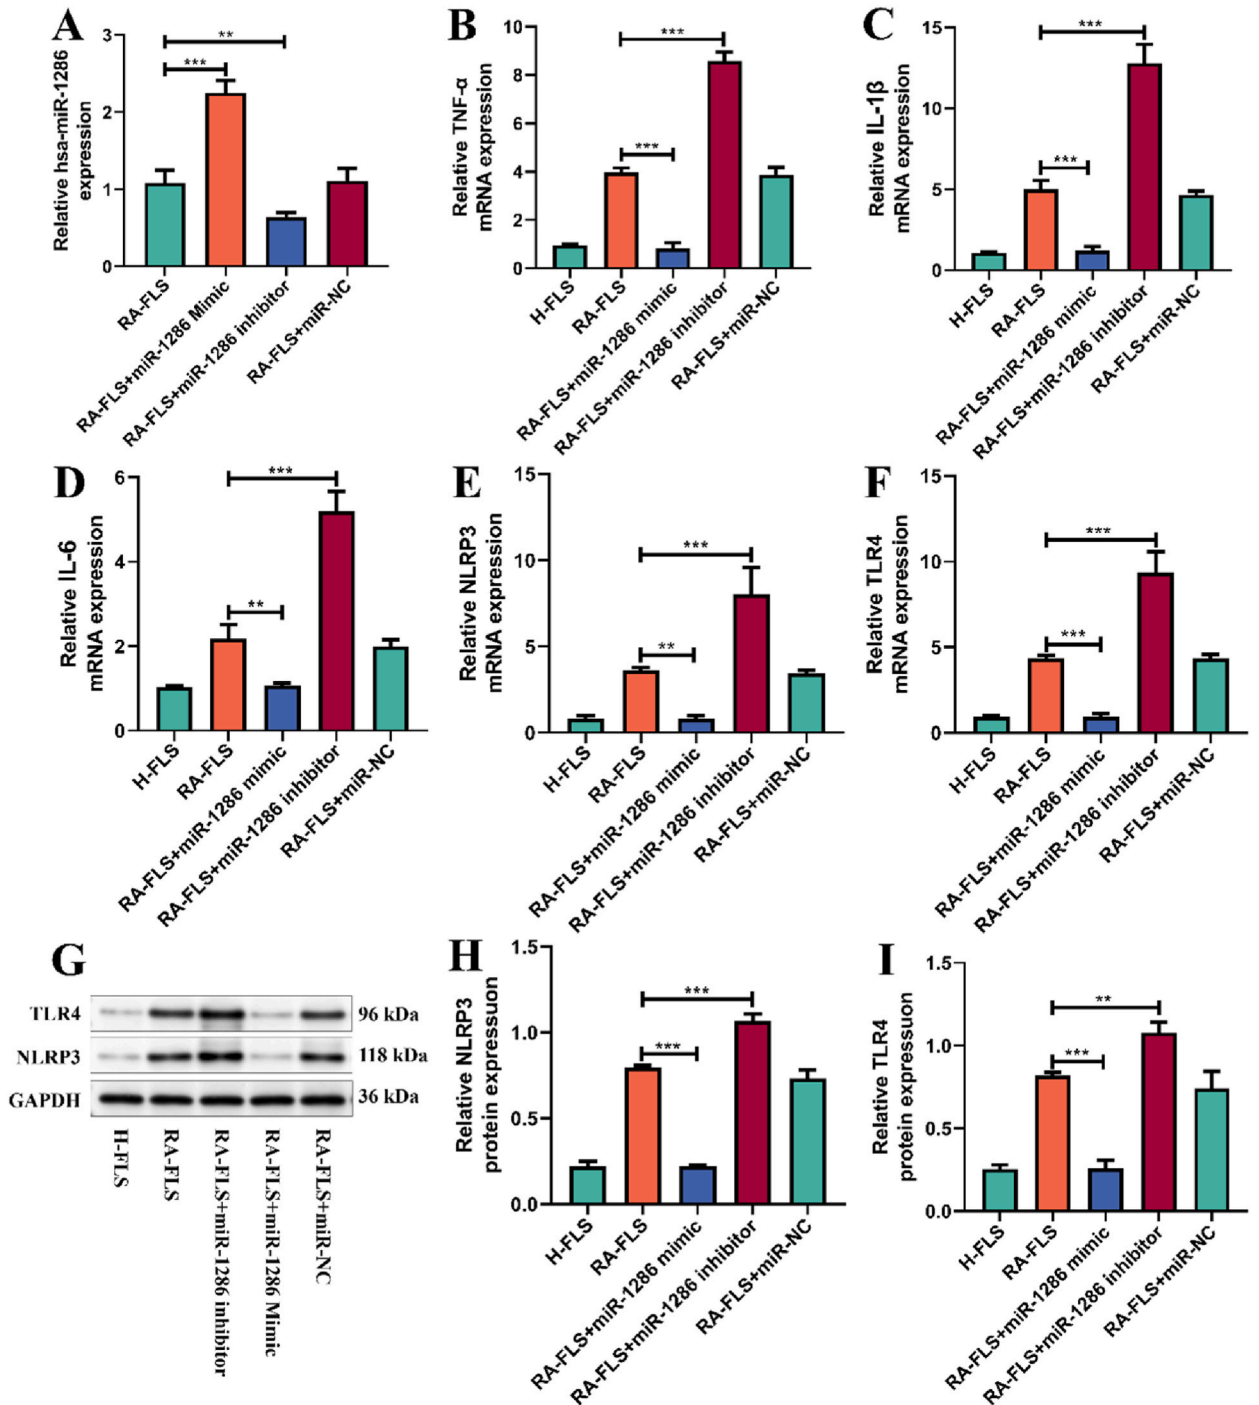 A
Relative hsa-miR-1286
expression
3
2
1
0
**
***
RA-FLS
RA-FLS+miR-1286 Mimic
RA-FLS+miR-1286 inhibitor
RA-FLS+miR-NC
B
Relative TNF-α
mRNA expression
10
8
6
4
2
0
***
***
H-FLS
RA-FLS
RA-FLS+miR-1286 mimic
RA-FLS+miR-1286 inhibitor
RA-FLS+miR-NC
C
Relative IL-1β
mRNA expression
15
10
5
0
***
***
H-FLS
RA-FLS
RA-FLS+miR-1286 mimic
RA-FLS+miR-1286 inhibitor
RA-FLS+miR-NC
D
Relative IL-6
mRNA expression
6
4
2
0
***
**
H-FLS
RA-FLS
RA-FLS+miR-1286 mimic
RA-FLS+miR-1286 inhibitor
RA-FLS+miR-NC
E
Relative NLRP3
mRNA expression
15
10
5
0
***
**
H-FLS
RA-FLS
RA-FLS+miR-1286 mimic
RA-FLS+miR-1286 inhibitor
RA-FLS+miR-NC
F
Relative TLR4
mRNA expression
15
10
5
0
***
***
H-FLS
RA-FLS
RA-FLS+miR-1286 mimic
RA-FLS+miR-1286 inhibitor
RA-FLS+miR-NC
G
TLR4 96 kDa
NLRP3 118 kDa
GAPDH 36 kDa
H-FLS
RA-FLS
RA-FLS+miR-1286 inhibitor
RA-FLS+miR-1286 Mimic
RA-FLS+miR-NC
H
Relative NLRP3
protein expressuon
1.5
1.0
0.5
0.0
***
***
H-FLS
RA-FLS
RA-FLS+miR-1286 mimic
RA-FLS+miR-1286 inhibitor
RA-FLS+miR-NC
I
Relative TLR4
protein expressuon
1.5
1.0
0.5
0.0
**
***
H-FLS
RA-FLS
RA-FLS+miR-1286 mimic
RA-FLS+miR-1286 inhibitor
RA-FLS+miR-NC